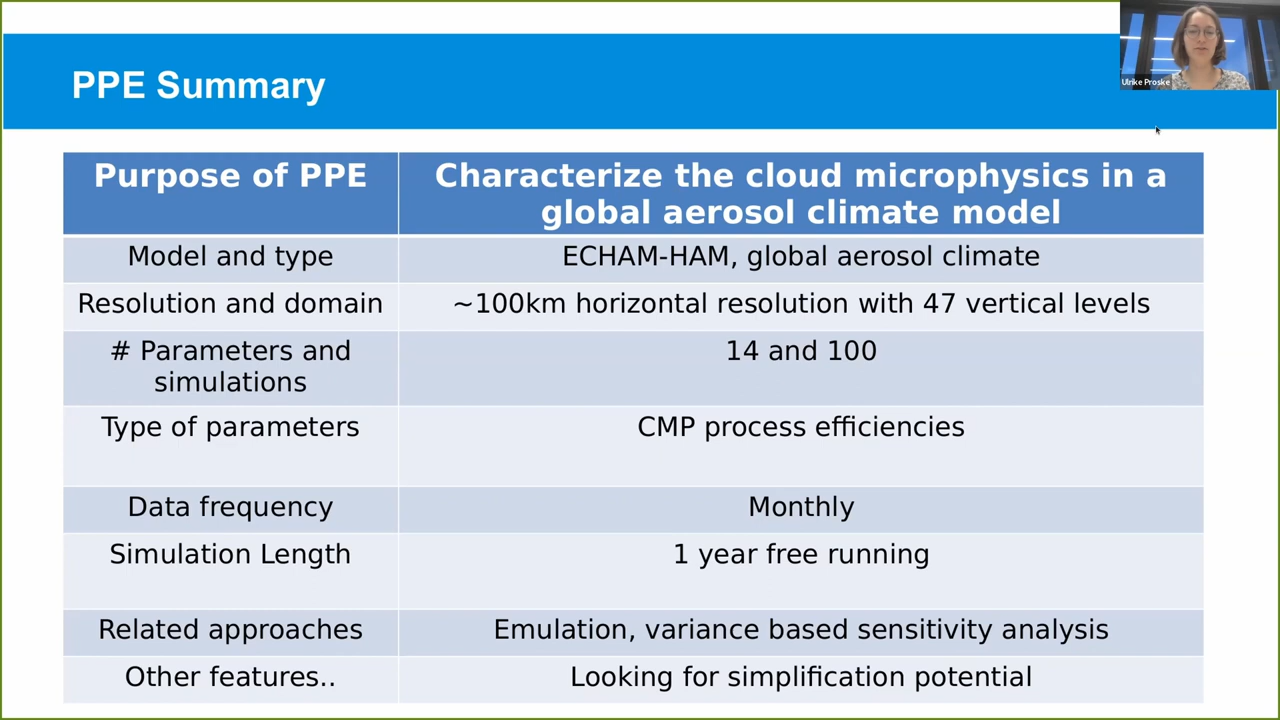 PPE Summary
Ulrike Proske
Purpose of PPE
Characterize the cloud microphysics in a
global aerosol climate model
Model and type
ECHAM-HAM, global aerosol climate
Resolution and domain
~100km horizontal resolution with 47 vertical levels
# Parameters and
simulations
14 and 100
Type of parameters
CMP process efficiencies
Data frequency
Monthly
Simulation Length
1 year free running
Related approaches
Emulation, variance based sensitivity analysis
Other features..
Looking for simplification potential